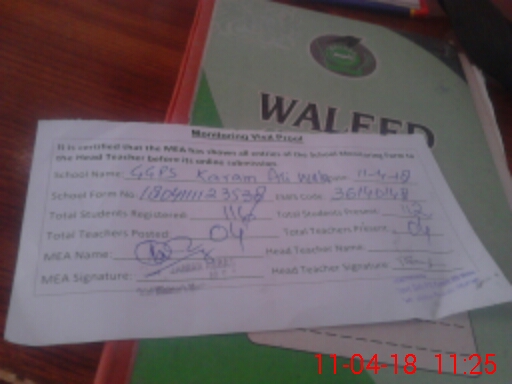 WALEED
Monitoring Visit Proof
It is certified that the MEA has shown all entries of the School Monitoring Form to
the Head Teacher before its online submission
School Name: GGPS Karam Ali Wala 11-4-18
School Form No: EMIS Code:
Total Students Registered: 116 Total Students Present: 112
Total Teachers Posted: 04 Total Teachers Present: 04
MEA Name: Head Teacher Name:
MEA Signature: Head Teacher Signature:
11-04-18 11:25